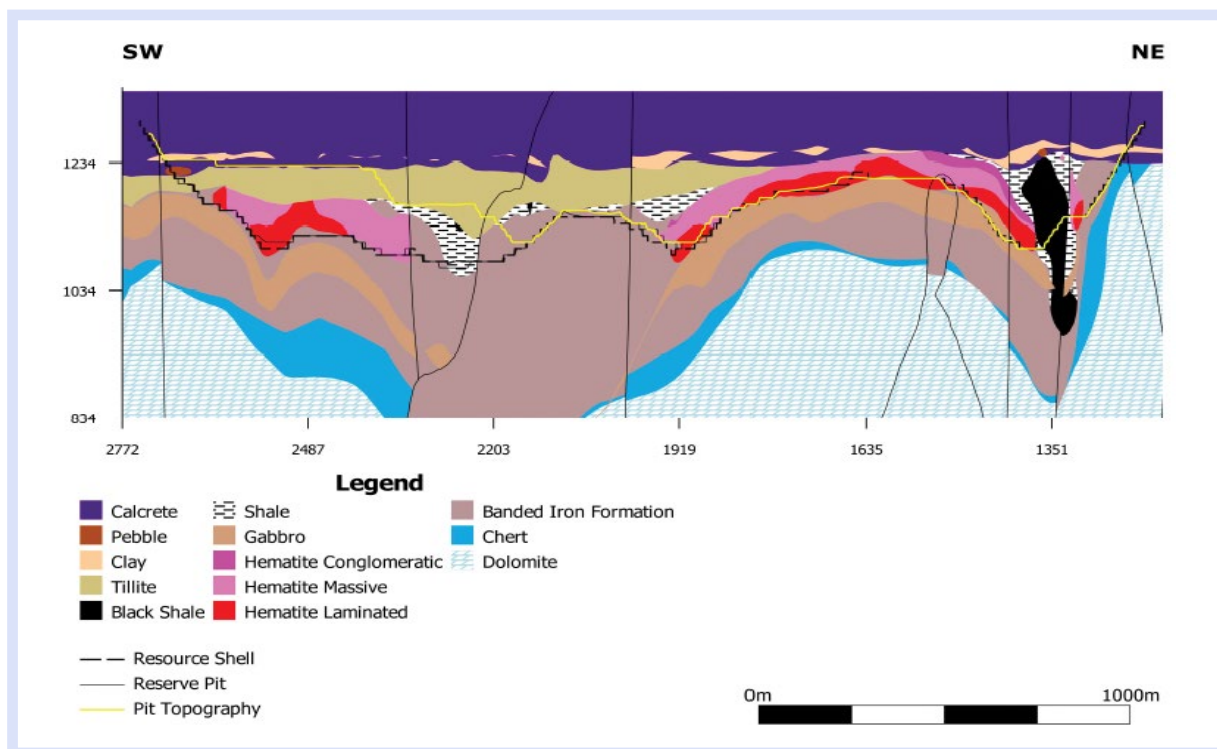 SW NE
1234
1034
834
2772 2487 2203 1919 1635 1351
Legend
Calcrete Shale Banded Iron Formation
Pebble Gabbro Chert
Clay Hematite Conglomeratic Dolomite
Tillite Hematite Massive
Black Shale Hematite Laminated
Resource Shell
Reserve Pit
Pit Topography
0m 1000m